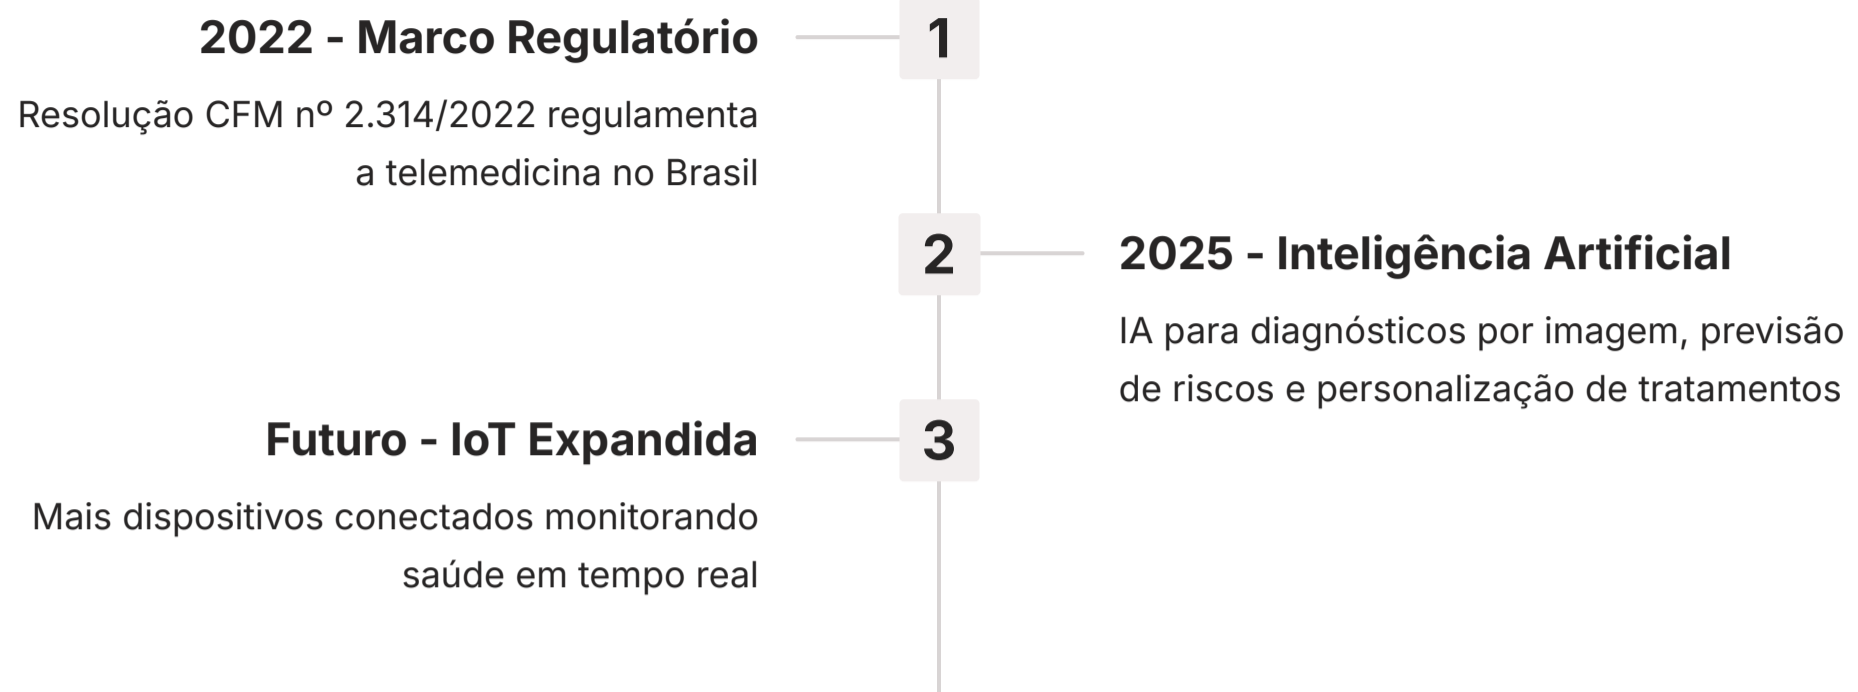 2022 - Marco Regulatório
1
Resolução CFM nº 2.314/2022 regulamenta
a telemedicina no Brasil
2
2025 - Inteligência Artificial
IA para diagnósticos por imagem, previsão
de riscos e personalização de tratamentos
Futuro - IoT Expandida
3
Mais dispositivos conectados monitorando
saúde em tempo real